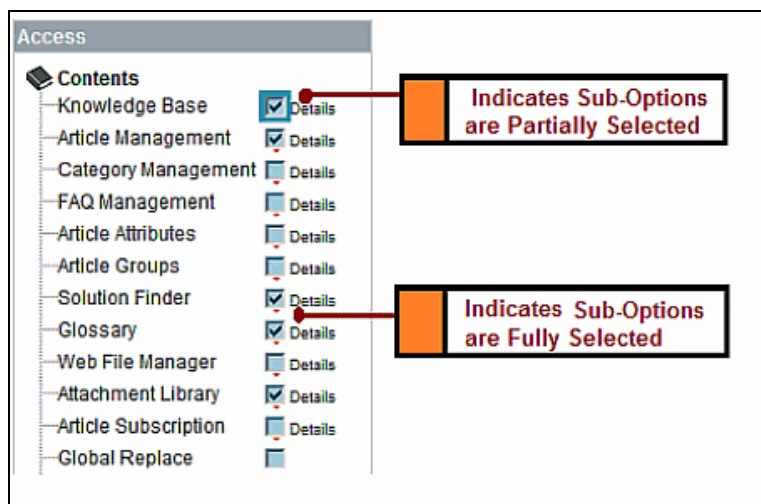 Access
Contents
Knowledge Base Details
Indicates Sub-Options
are Partially Selected
Article Management Details
Category Management Details
FAQ Management Details
Article Attributes Details
Article Groups Details
Solution Finder Details
Indicates Sub-Options
are Fully Selected
Glossary Details
Web File Manager Details
Attachment Library Details
Article Subscription Details
Global Replace